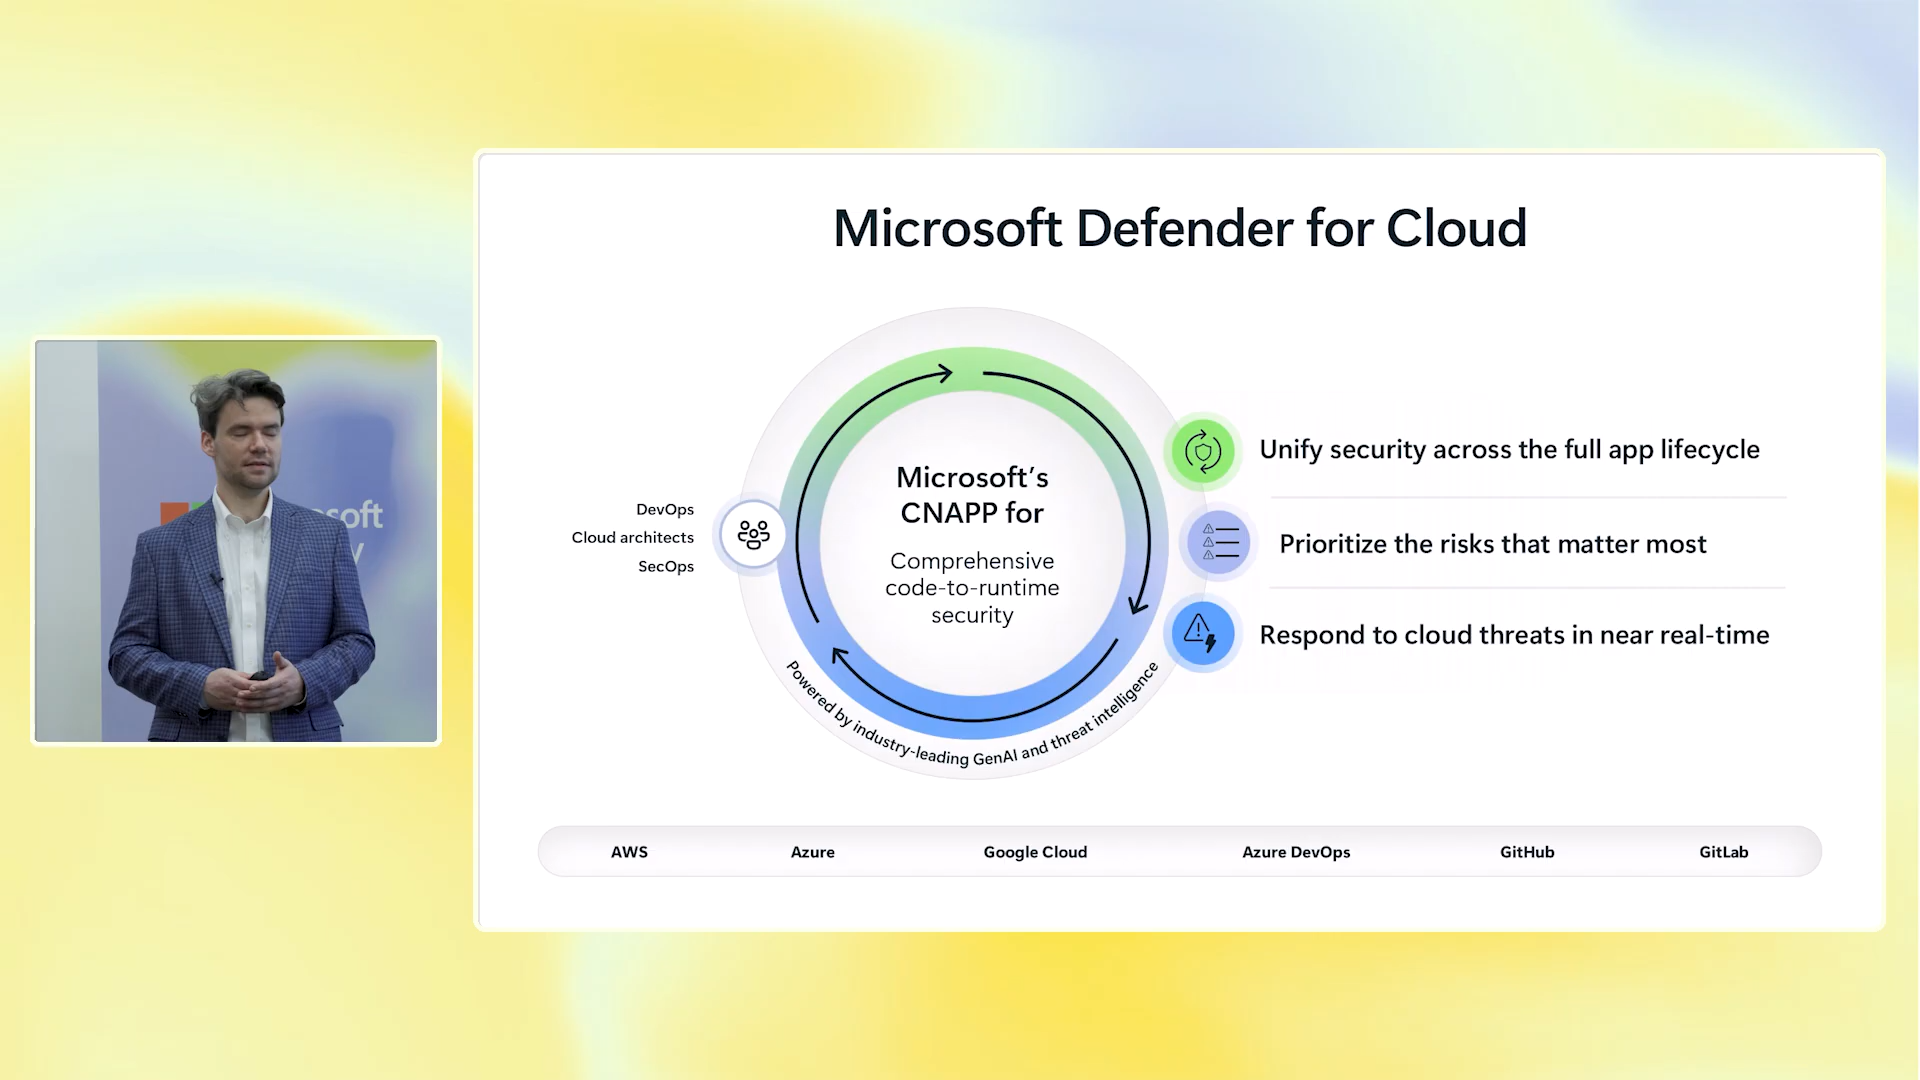 Microsoft Defender for Cloud
DevOps
Cloud architects
SecOps
Microsoft’s
CNAPP for
Comprehensive
code-to-runtime
security
Powered by industry-leading GenAI and threat intelligence
Unify security across the full app lifecycle
Prioritize the risks that matter most
Respond to cloud threats in near real-time
AWS
Azure
Google Cloud
Azure DevOps
GitHub
GitLab